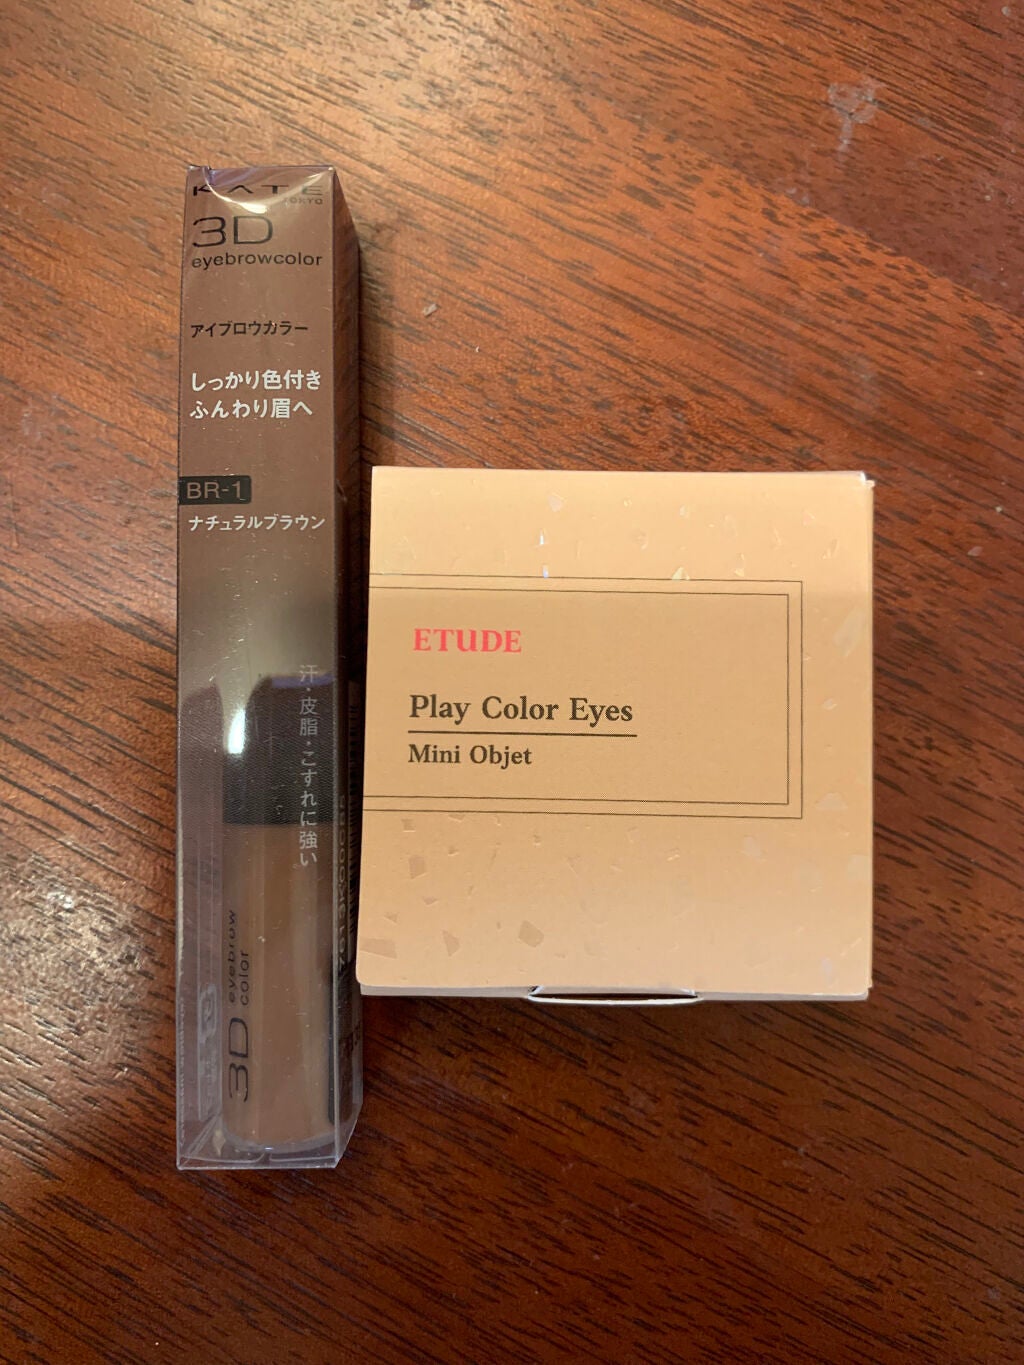 KATE
TOKYO
3D
eyebrowcolor
アイブロウカラー
しっかり色付き
ふんわり眉へ
BR-1
ナチュラルブラウン
汗・皮脂・こすれに強い
3D eyebrow
color
ETUDE
Play Color Eyes
Mini Objet